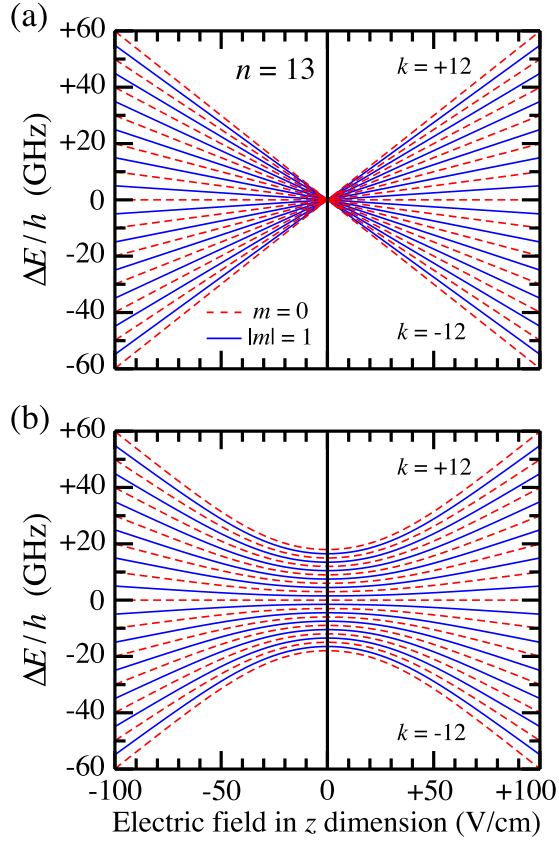 (a)
+60
+40
+20
0
-20
-40
-60
ΔE/h (GHz)
n = 13
k = +12
m = 0
|m| = 1
k = -12
(b)
+60
+40
+20
0
-20
-40
-60
ΔE/h (GHz)
k = +12
k = -12
-100 -50 0 +50 +100
Electric field in z dimension (V/cm)